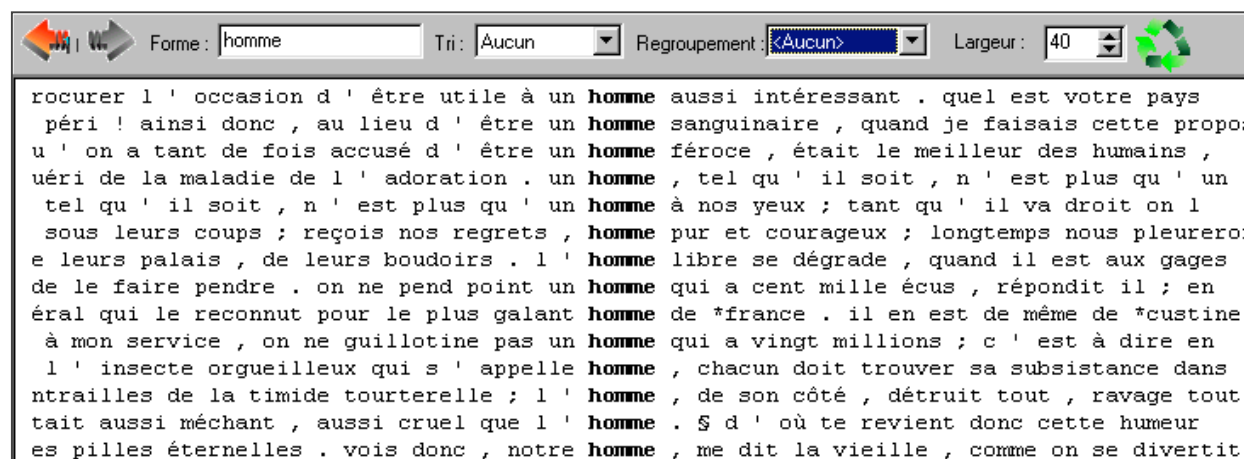 Forme : homme Tri : Aucun Regroupement : <Aucun> Largeur : 40
rocurer l ' occasion d ' être utile à un homme aussi intéressant . quel est votre pays
péri ! ainsi donc , au lieu d ' être un homme sanguinaire , quand je faisais cette propos
u ' on a tant de fois accusé d ' être un homme féroce , était le meilleur des humains ,
uéri de la maladie de l ' adoration . un homme , tel qu ' il soit , n ' est plus qu ' un
tel qu ' il soit , n ' est plus qu ' un homme à nos yeux ; tant qu ' il va droit on l
sous leurs coups ; reçois nos regrets , homme pur et courageux ; longtemps nous pleureron
e leurs palais , de leurs boudoirs . l ' homme libre se dégrade , quand il est aux gages
de le faire pendre . on ne pend point un homme qui a cent mille écus , répondit il ; en
éral qui le reconnut pour le plus galant homme de *france . il en est de même de *custine
à mon service , on ne guillotine pas un homme qui a vingt millions ; c ' est à dire en
l ' insecte orgueilleux qui s ' appelle homme , chacun doit trouver sa subsistance dans
ntrailles de la timide tourterelle ; l ' homme , de son côté , détruit tout , ravage tout
tait aussi méchant , aussi cruel que l ' homme . § d ' où te revient donc cette humeur
es pilles éternelles . vois donc , notre homme , me dit la vieille , comme on se divertit